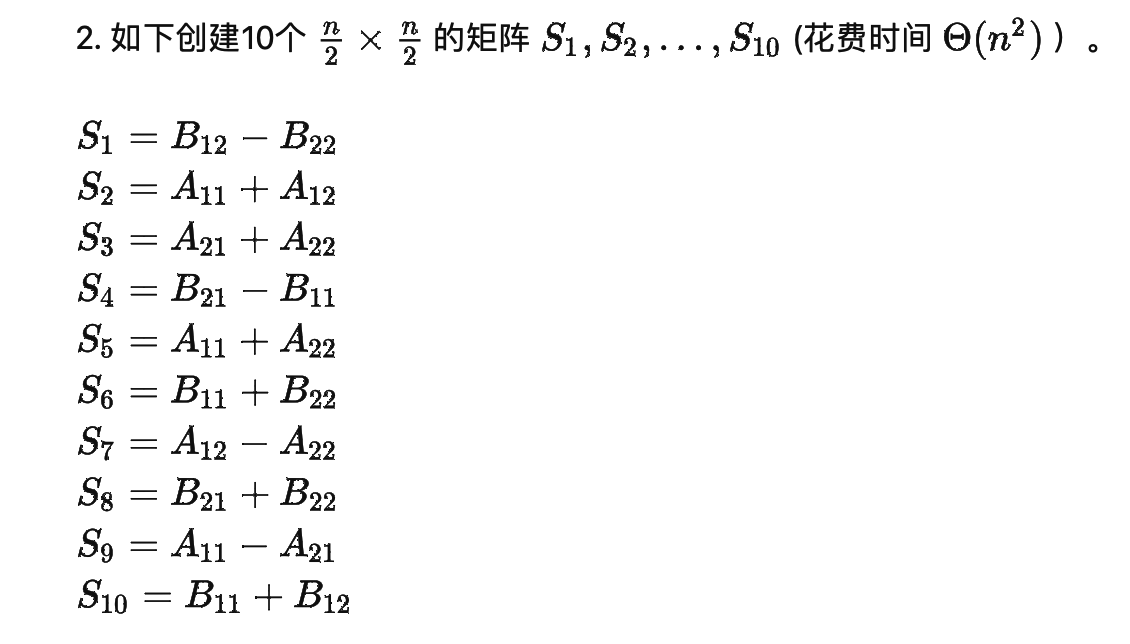 2. 如下创建10个 $\frac{n}{2} \times \frac{n}{2}$ 的矩阵 $S_1, S_2, \ldots, S_{10}$ (花费时间 $\Theta(n^2)$ ）。
$S_1 = B_{12} - B_{22}$
$S_2 = A_{11} + A_{12}$
$S_3 = A_{21} + A_{22}$
$S_4 = B_{21} - B_{11}$
$S_5 = A_{11} + A_{22}$
$S_6 = B_{11} + B_{22}$
$S_7 = A_{12} - A_{22}$
$S_8 = B_{21} + B_{22}$
$S_9 = A_{11} - A_{21}$
$S_{10} = B_{11} + B_{12}$